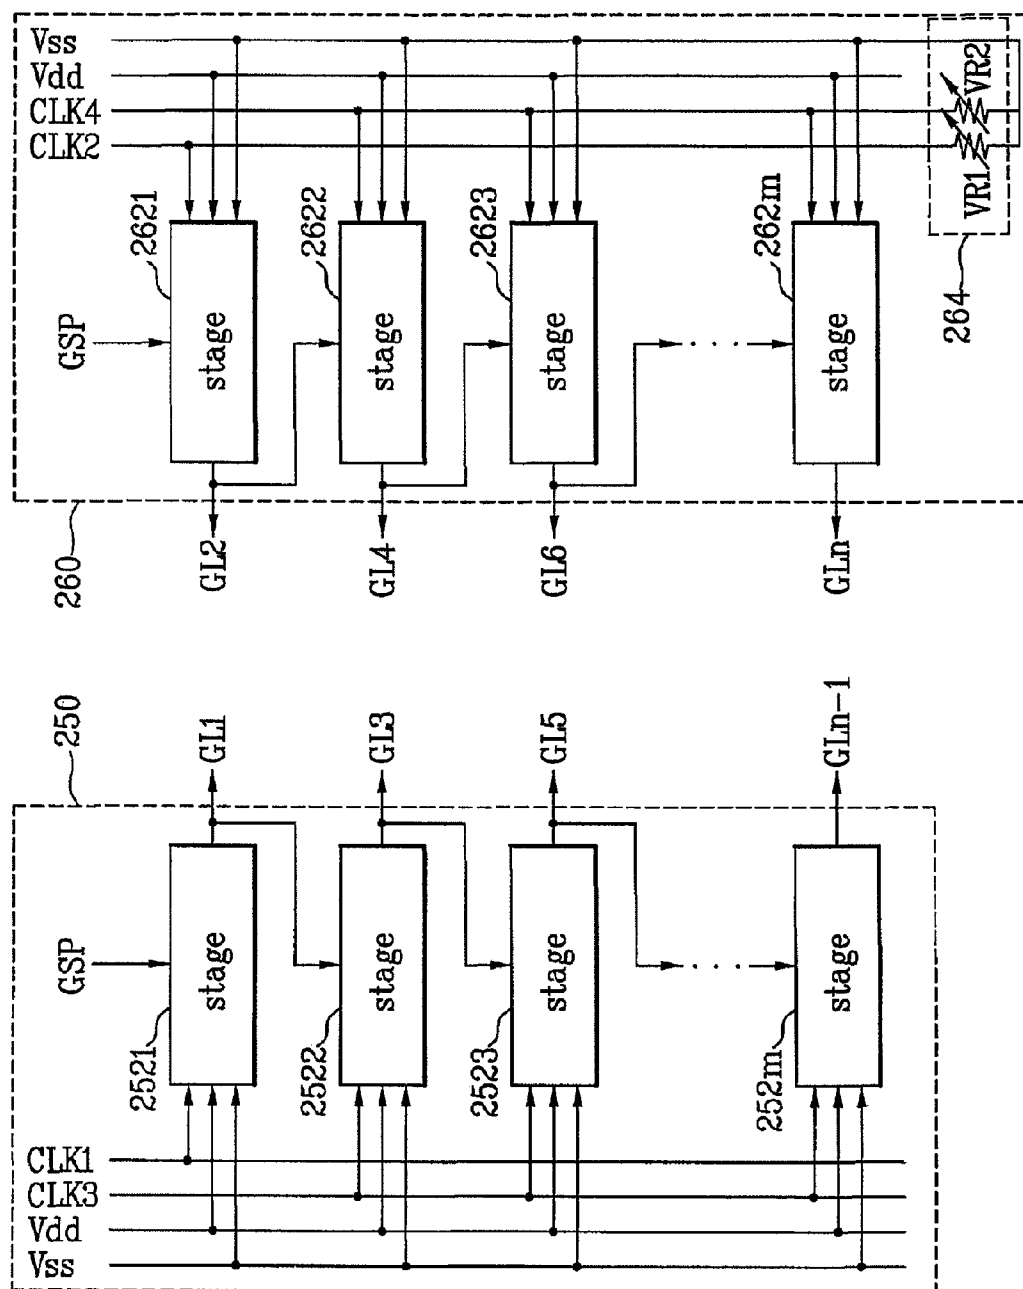 Vss
Vdd
CLK4
CLK2
VR2
VR1
264
GSP
2621
2622
2623
262m
stage
stage
stage
stage
260
GL2
GL4
GL6
GLn
250
GL1
GL3
GL5
GLn-1
GSP
stage
stage
stage
stage
2521
2522
2523
252m
CLK1
CLK3
Vdd
Vss